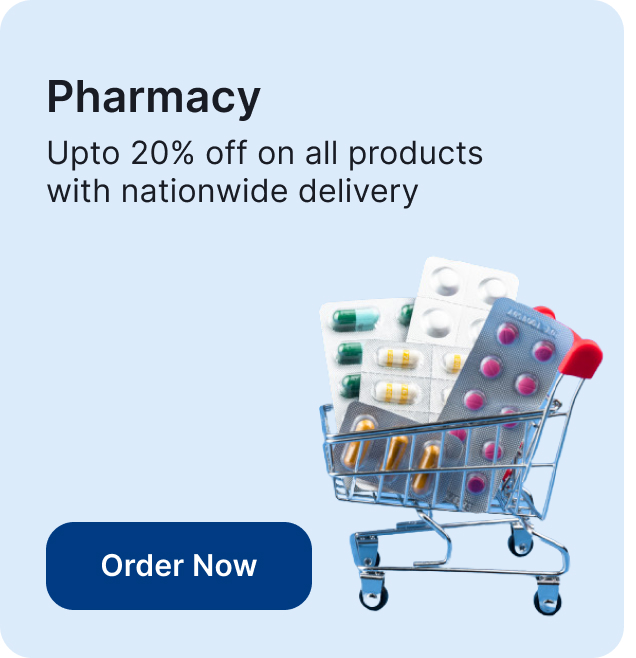 Pharmacy
Upto 20% off on all products
with nationwide delivery
Order Now